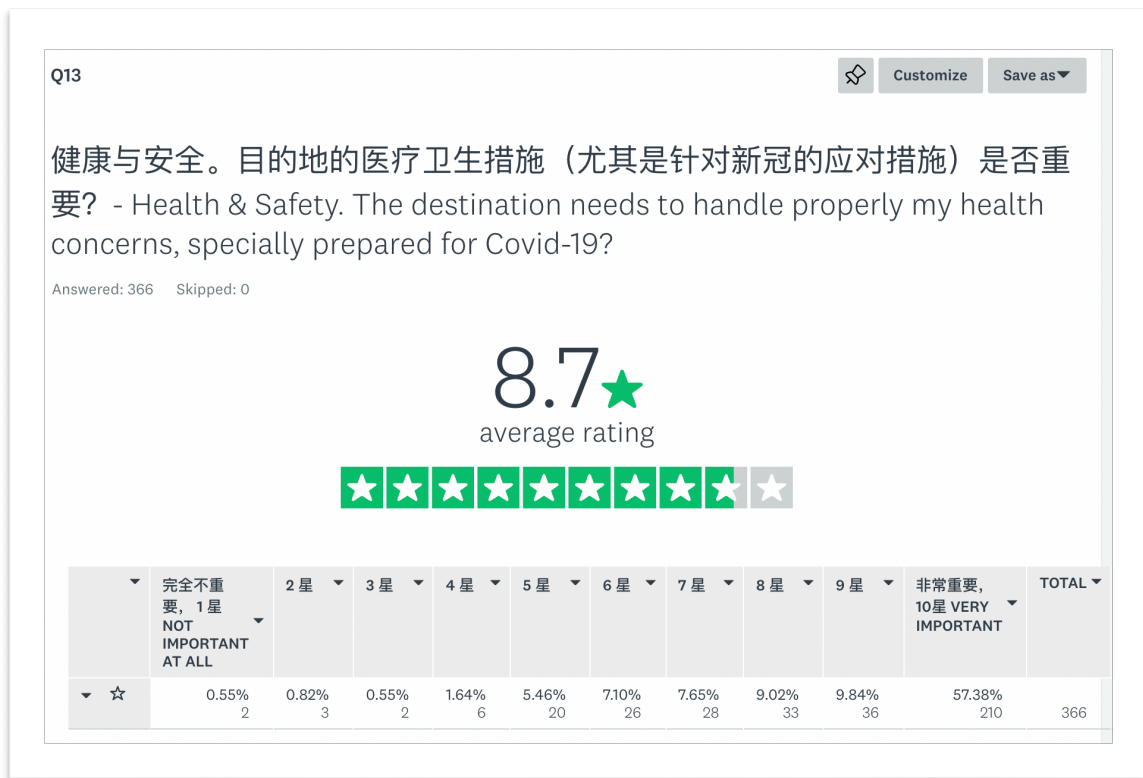 Q13
Customize
Save as
健康与安全。目的地的医疗卫生措施（尤其是针对新冠的应对措施）是否重
要？ - Health & Safety. The destination needs to handle properly my health
concerns, specially prepared for Covid-19?
Answered: 366 Skipped: 0
8.7
average rating
完全不重
要，1 星
NOT
IMPORTANT
AT ALL
2 星
3 星
4 星
5 星
6 星
7 星
8 星
9 星
非常重要，
10星 VERY
IMPORTANT
TOTAL
0.55% 0.82% 0.55% 1.64% 5.46% 7.10% 7.65% 9.02% 9.84% 57.38%
2 3 2 6 20 26 28 33 36 210 366